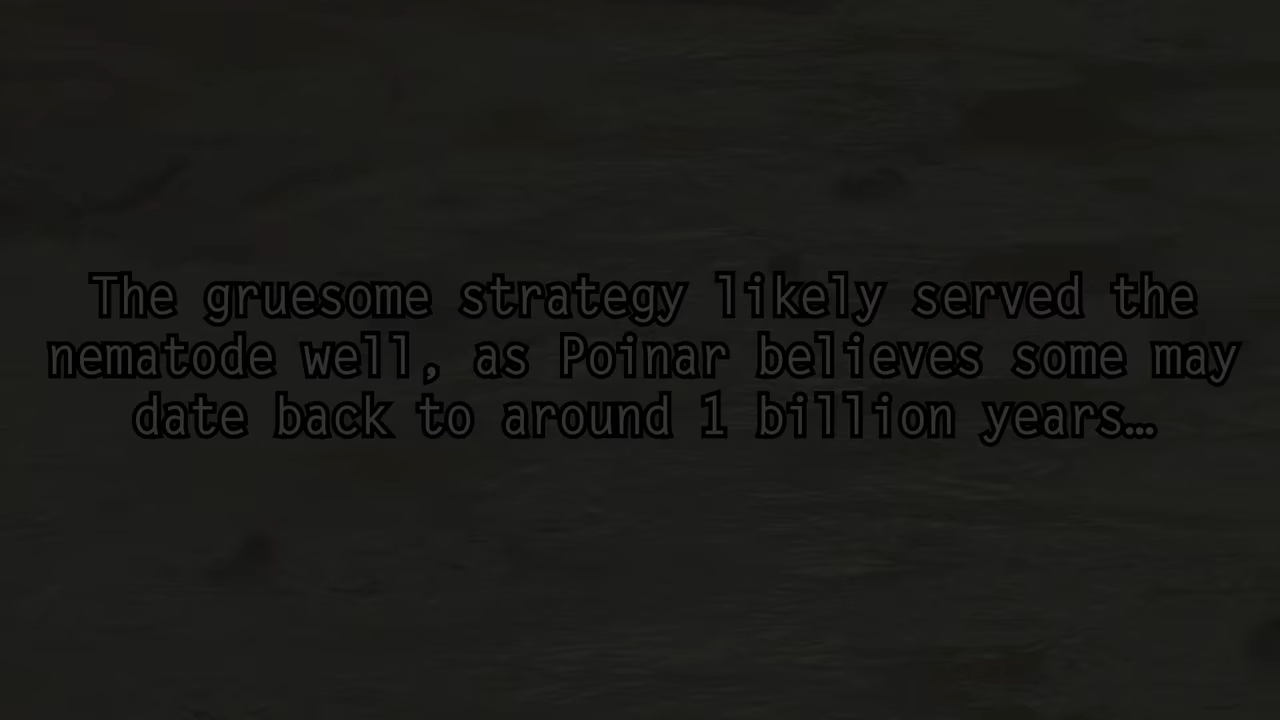 The gruesome strategy likely served the
nematode well, as Poinar believes some may
date back to around 1 billion years…